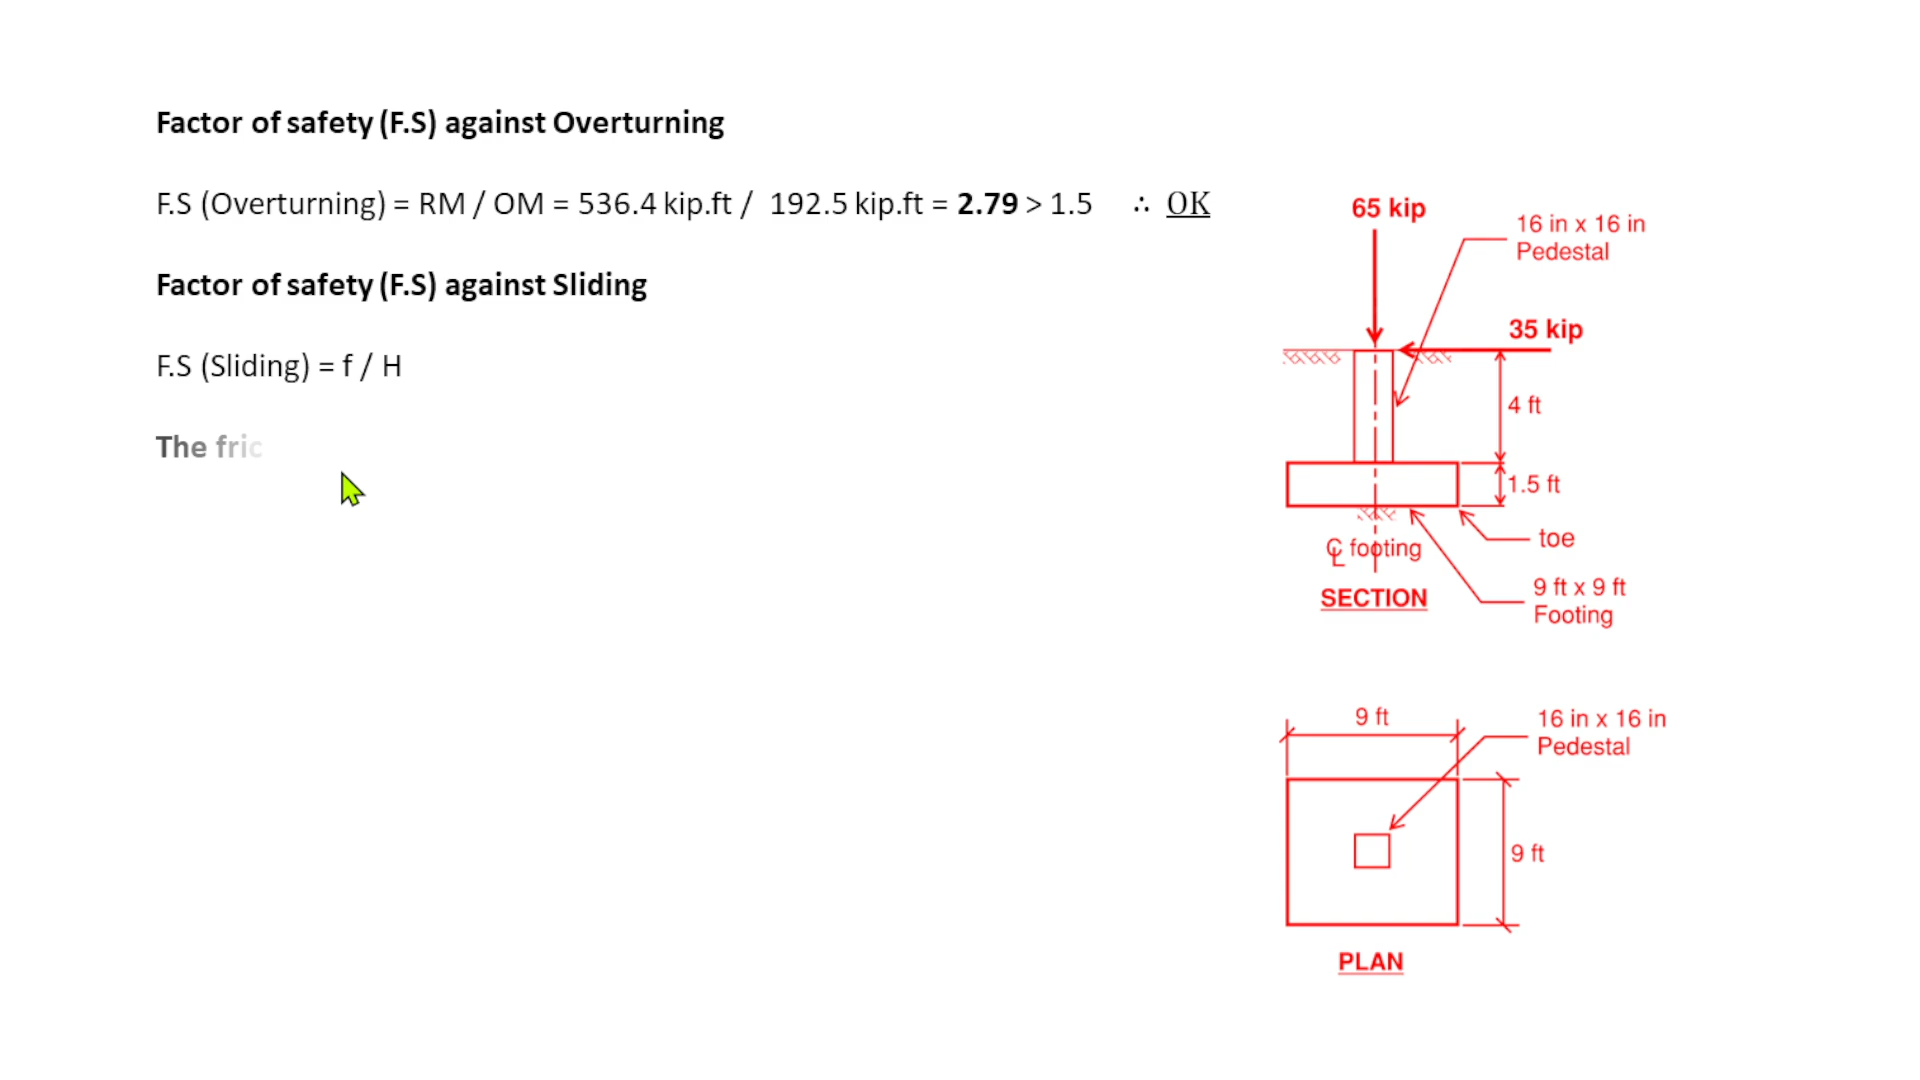 Factor of safety (F.S) against Overturning
F.S (Overturning) = RM / OM = 536.4 kip.ft / 192.5 kip.ft = 2.79 > 1.5 ∴ OK
Factor of safety (F.S) against Sliding
F.S (Sliding) = f / H
The fric
65 kip
16 in x 16 in
Pedestal
35 kip
4 ft
1.5 ft
toe
℄ footing
9 ft x 9 ft
Footing
SECTION
9 ft
16 in x 16 in
Pedestal
9 ft
PLAN